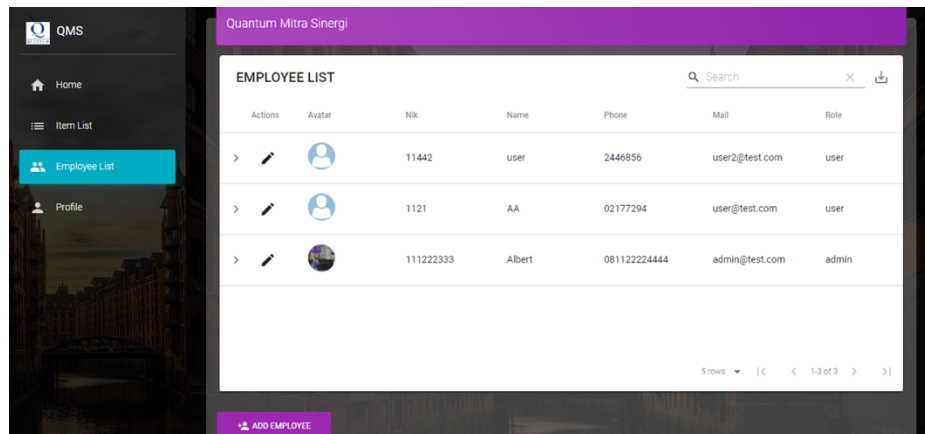 QMS
Home
Item List
Employee List
Profile
Quantum Mitra Sinergi
EMPLOYEE LIST
Search
Actions Avatar Nik Name Phone Mail Role
11442 user 2446856 user2@test.com user
1121 AA 02177294 user@test.com user
111222333 Albert 081122224444 admin@test.com admin
5 rows 1-3 of 3
ADD EMPLOYEE